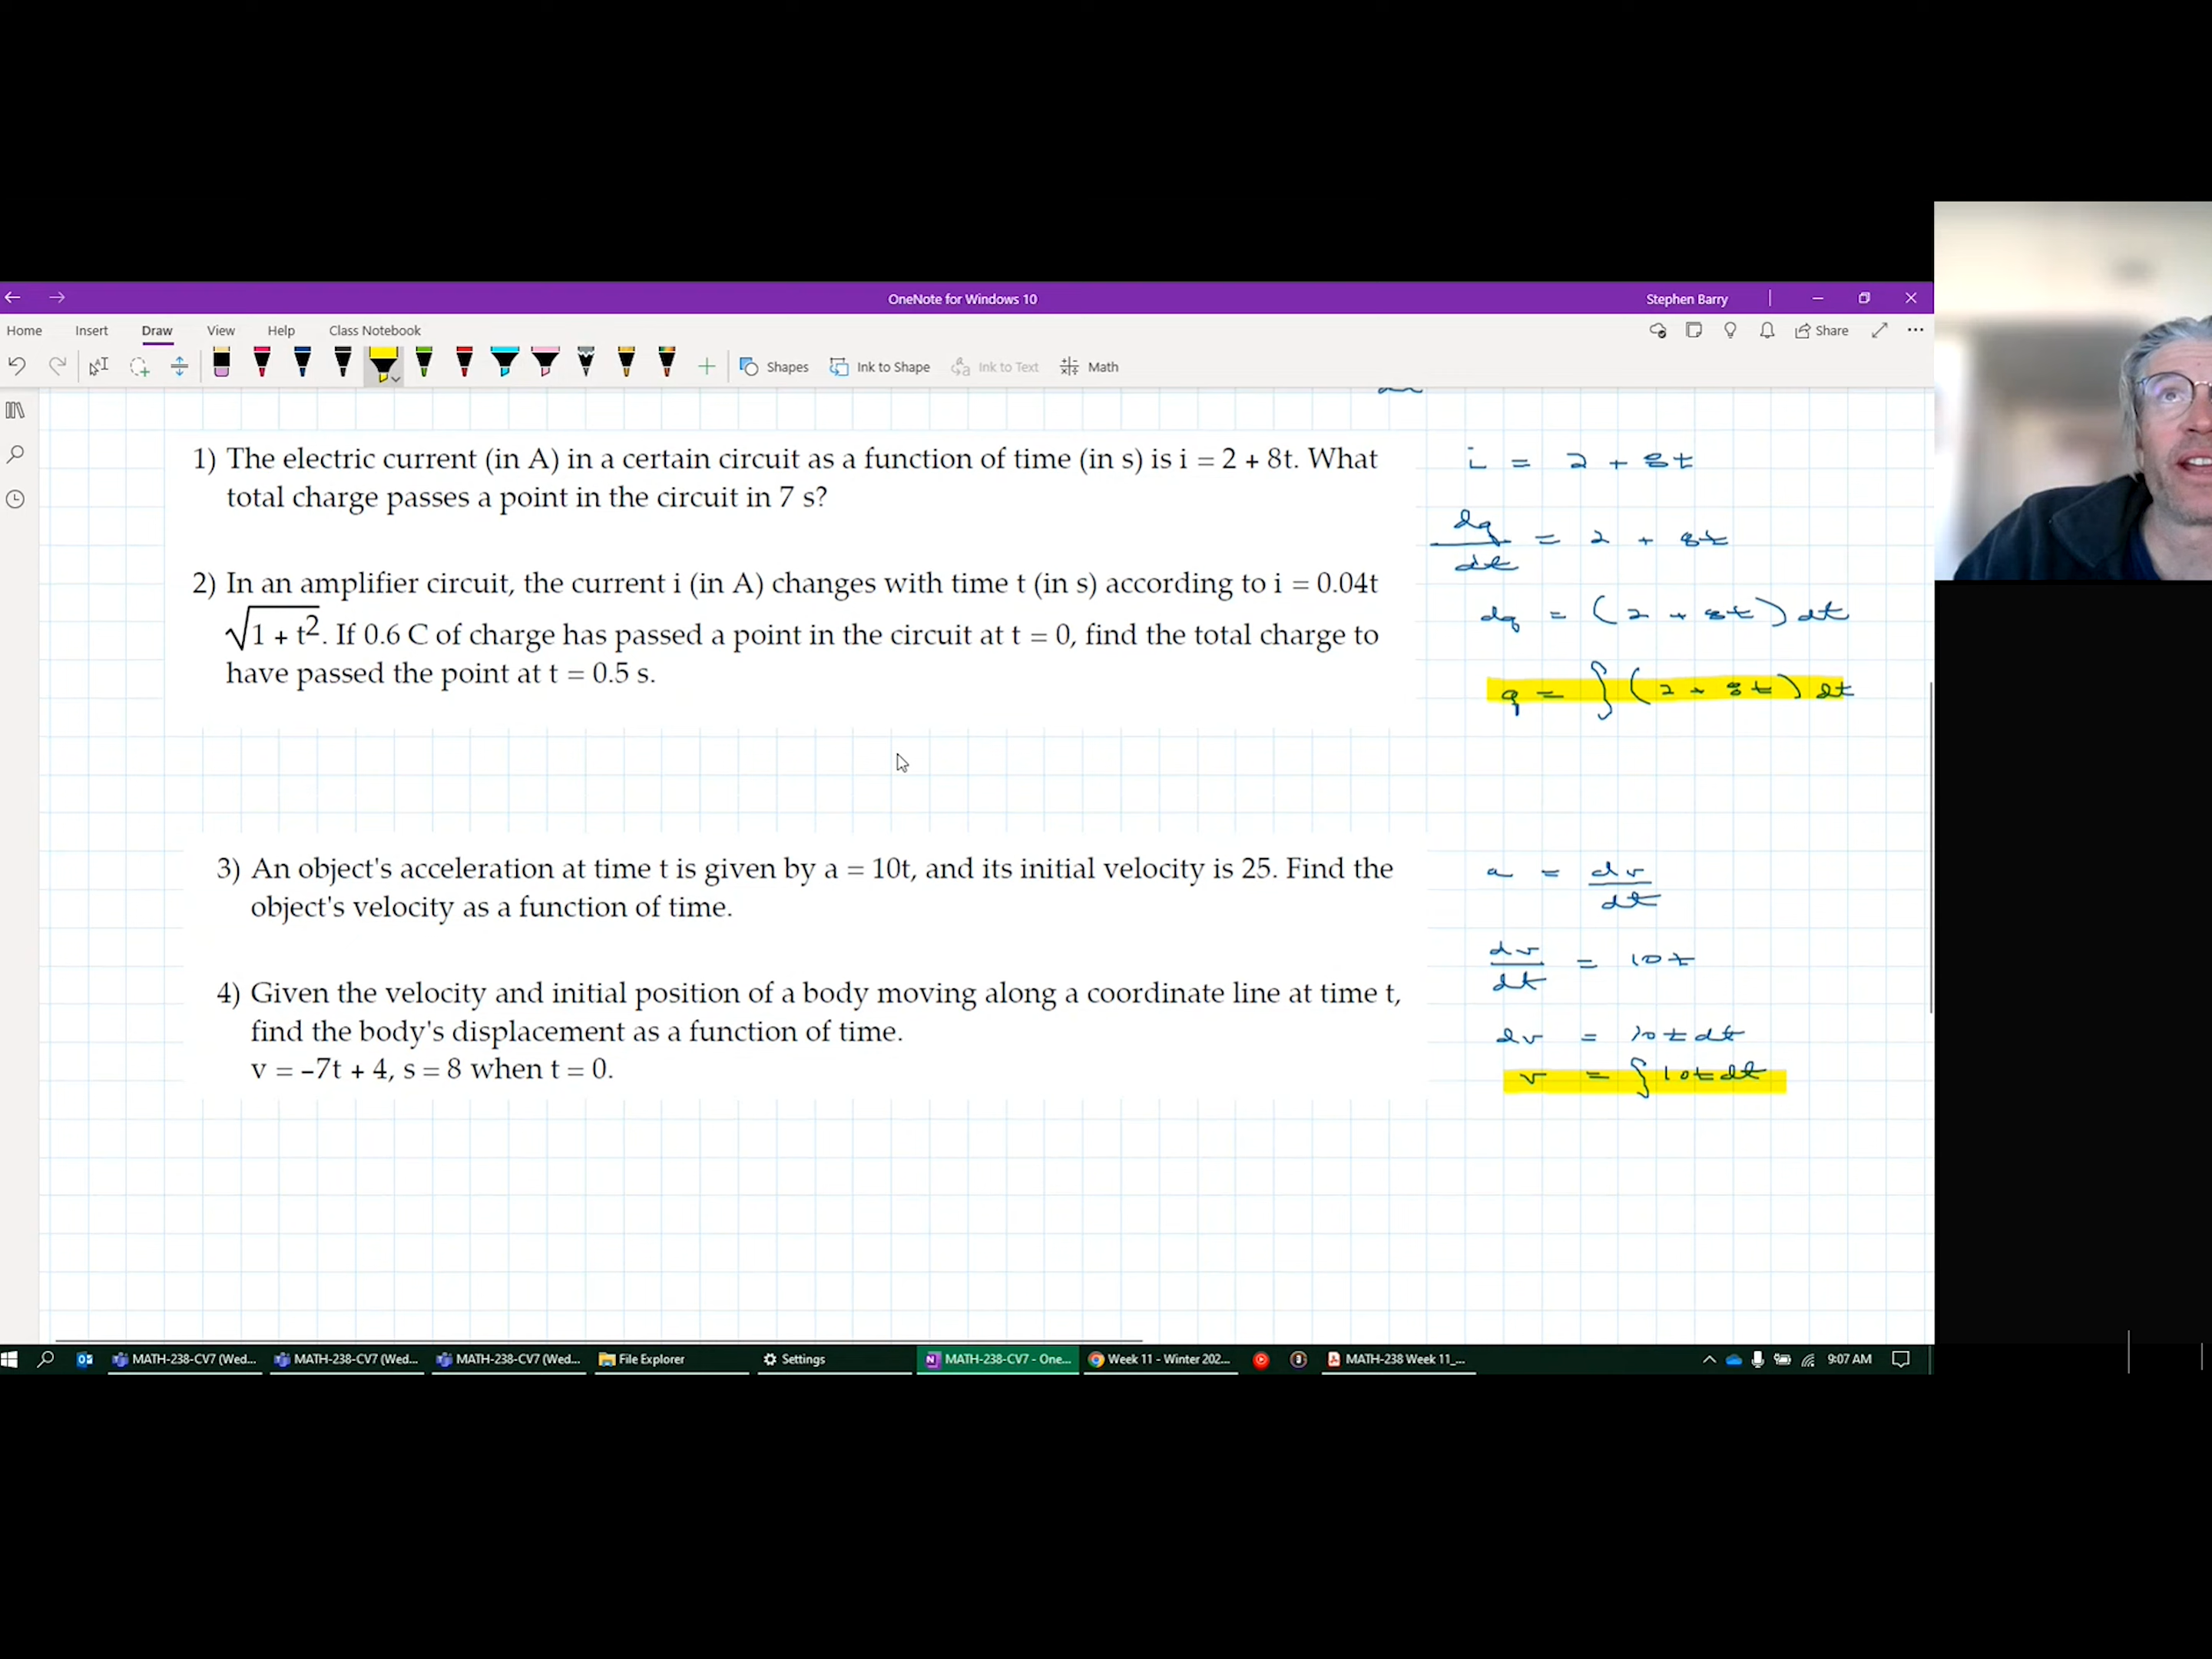 OneNote for Windows 10
Stephen Barry
Home Insert Draw View Help Class Notebook
Share
Shapes Ink to Shape Ink to Text Math
1) The electric current (in A) in a certain circuit as a function of time (in s) is i = 2 + 8t. What
total charge passes a point in the circuit in 7 s?
2) In an amplifier circuit, the current i (in A) changes with time t (in s) according to i = 0.04t
√1 + t². If 0.6 C of charge has passed a point in the circuit at t = 0, find the total charge to
have passed the point at t = 0.5 s.
i = 2 + 8t
dq/dt = 2 + 8t
dq = (2 + 8t) dt
q = ∫ (2 + 8t) dt
3) An object's acceleration at time t is given by a = 10t, and its initial velocity is 25. Find the
object's velocity as a function of time.
4) Given the velocity and initial position of a body moving along a coordinate line at time t,
find the body's displacement as a function of time.
v = –7t + 4, s = 8 when t = 0.
a = dv/dt
dv/dt = 10t
dv = 10t dt
v = ∫ 10t dt
MATH-238-CV7 (Wed... MATH-238-CV7 (Wed... MATH-238-CV7 (Wed... File Explorer Settings MATH-238-CV7 - One... Week 11 - Winter 202... MATH-238 Week 11_... 9:07 AM